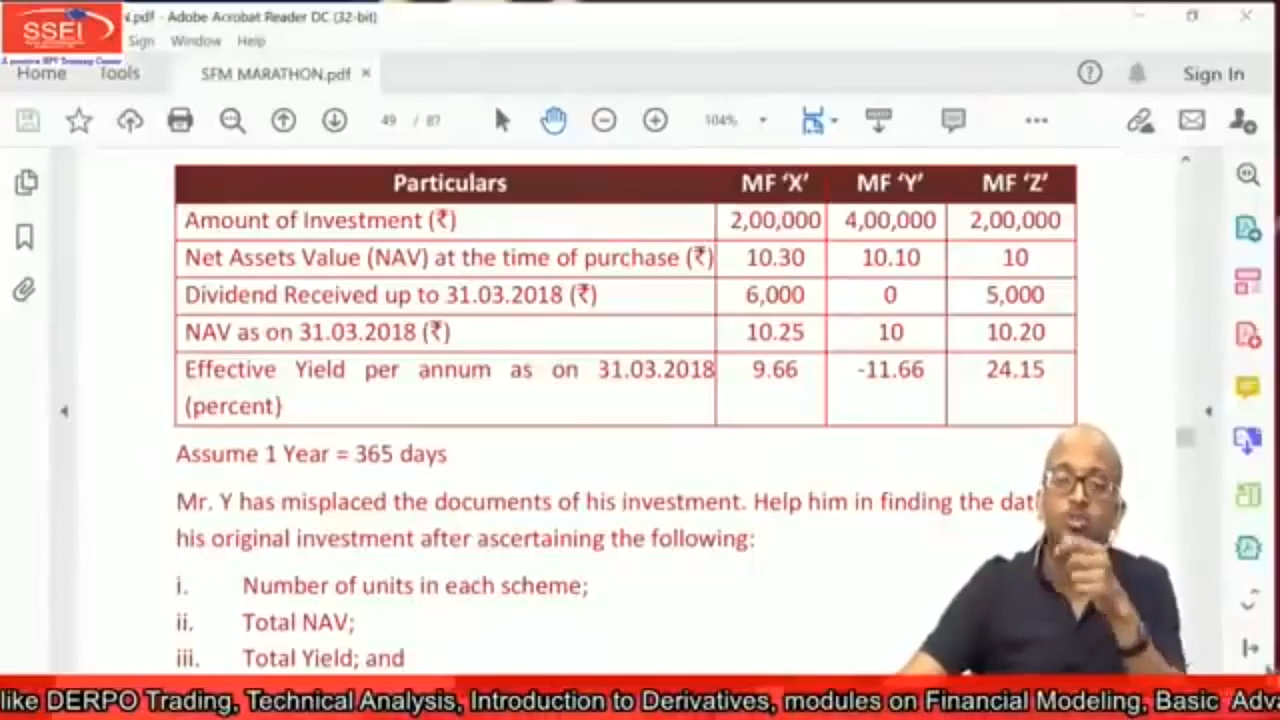 SSEI
.pdf - Adobe Acrobat Reader DC (32-bit)
Sign Window Help
Home Tools SFM MARATHON.pdf × Sign In
49 / 87 104%
Particulars MF ‘X’ MF ‘Y’ MF ‘Z’
Amount of Investment (₹) 2,00,000 4,00,000 2,00,000
Net Assets Value (NAV) at the time of purchase (₹) 10.30 10.10 10
Dividend Received up to 31.03.2018 (₹) 6,000 0 5,000
NAV as on 31.03.2018 (₹) 10.25 10 10.20
Effective Yield per annum as on 31.03.2018 9.66 -11.66 24.15
(percent)
Assume 1 Year = 365 days
Mr. Y has misplaced the documents of his investment. Help him in finding the dat
his original investment after ascertaining the following:
i. Number of units in each scheme;
ii. Total NAV;
iii. Total Yield; and
like DERPO Trading, Technical Analysis, Introduction to Derivatives, modules on Financial Modeling, Basic Adv